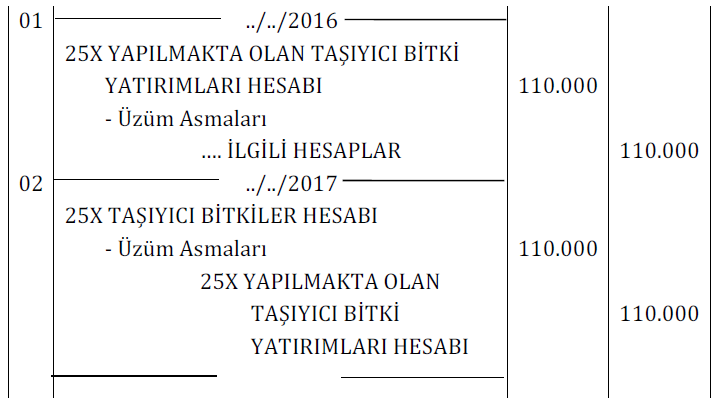 01 ../../2016
25X YAPILMAKTA OLAN TAŞIYICI BİTKİ
YATIRIMLARI HESABI 110.000
- Üzüm Asmaları
.... İLGİLİ HESAPLAR 110.000
02 ../../2017
25X TAŞIYICI BİTKİLER HESABI
- Üzüm Asmaları 110.000
25X YAPILMAKTA OLAN
TAŞIYICI BİTKİ 110.000
YATIRIMLARI HESABI